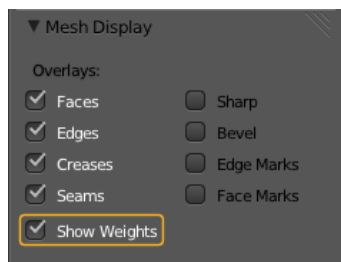 Mesh Display
Overlays:
Faces
Sharp
Edges
Bevel
Creases
Edge Marks
Seams
Face Marks
Show Weights